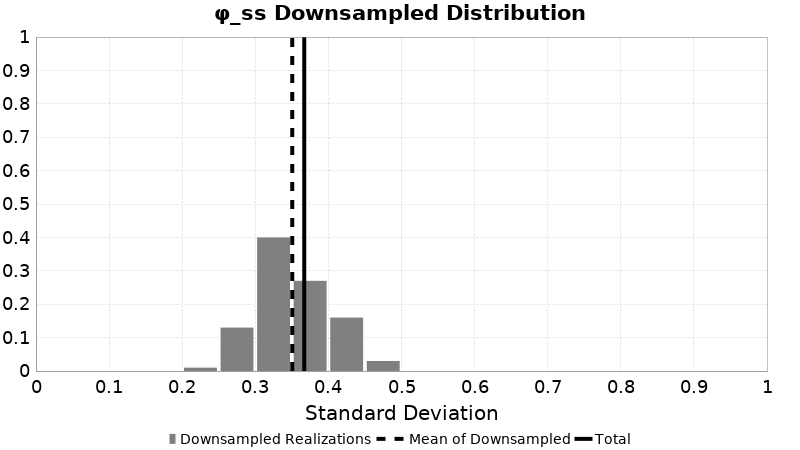 φ_ss Downsampled Distribution
1
0.9
0.8
0.7
0.6
0.5
0.4
0.3
0.2
0.1
0
0 0.1 0.2 0.3 0.4 0.5 0.6 0.7 0.8 0.9 1
Standard Deviation
Downsampled Realizations Mean of Downsampled Total